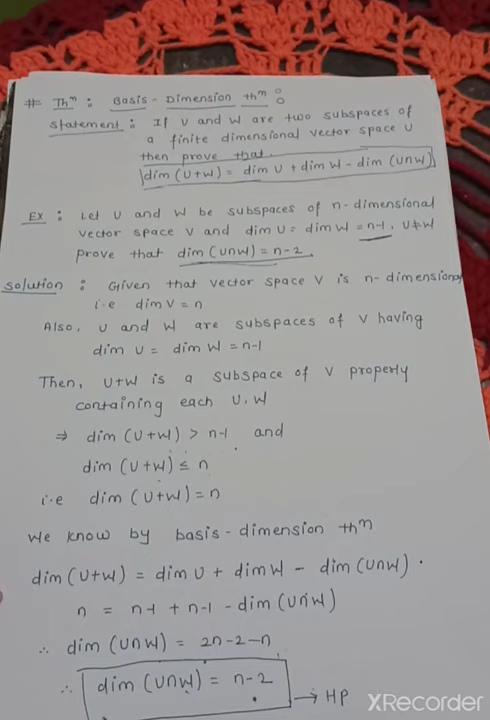 # Thm : Basis - Dimension thm :
Statement : If U and W are two subspaces of
a finite dimensional vector space U
then prove that.
dim (U+W) = dim U + dim W - dim (U∩W)
Ex : Let U and W be subspaces of n-dimensional
vector space V and dim U = dim W = n-1, U≠W
prove that dim (U∩W) = n-2.
Solution : Given that vector space V is n-dimensional
i.e dim V = n
Also, U and W are subspaces of V having
dim U = dim W = n-1
Then, U+W is a subspace of V properly
containing each U, W
⇒ dim (U+W) > n-1 and
dim (U+W) ≤ n
i.e dim (U+W) = n
We know by basis-dimension thm
dim (U+W) = dim U + dim W - dim (U∩W) .
n = n-1 + n-1 - dim (U∩W)
∴ dim (U∩W) = 2n-2-n
∴ dim (U∩W) = n-2
→ HP
XRecorder